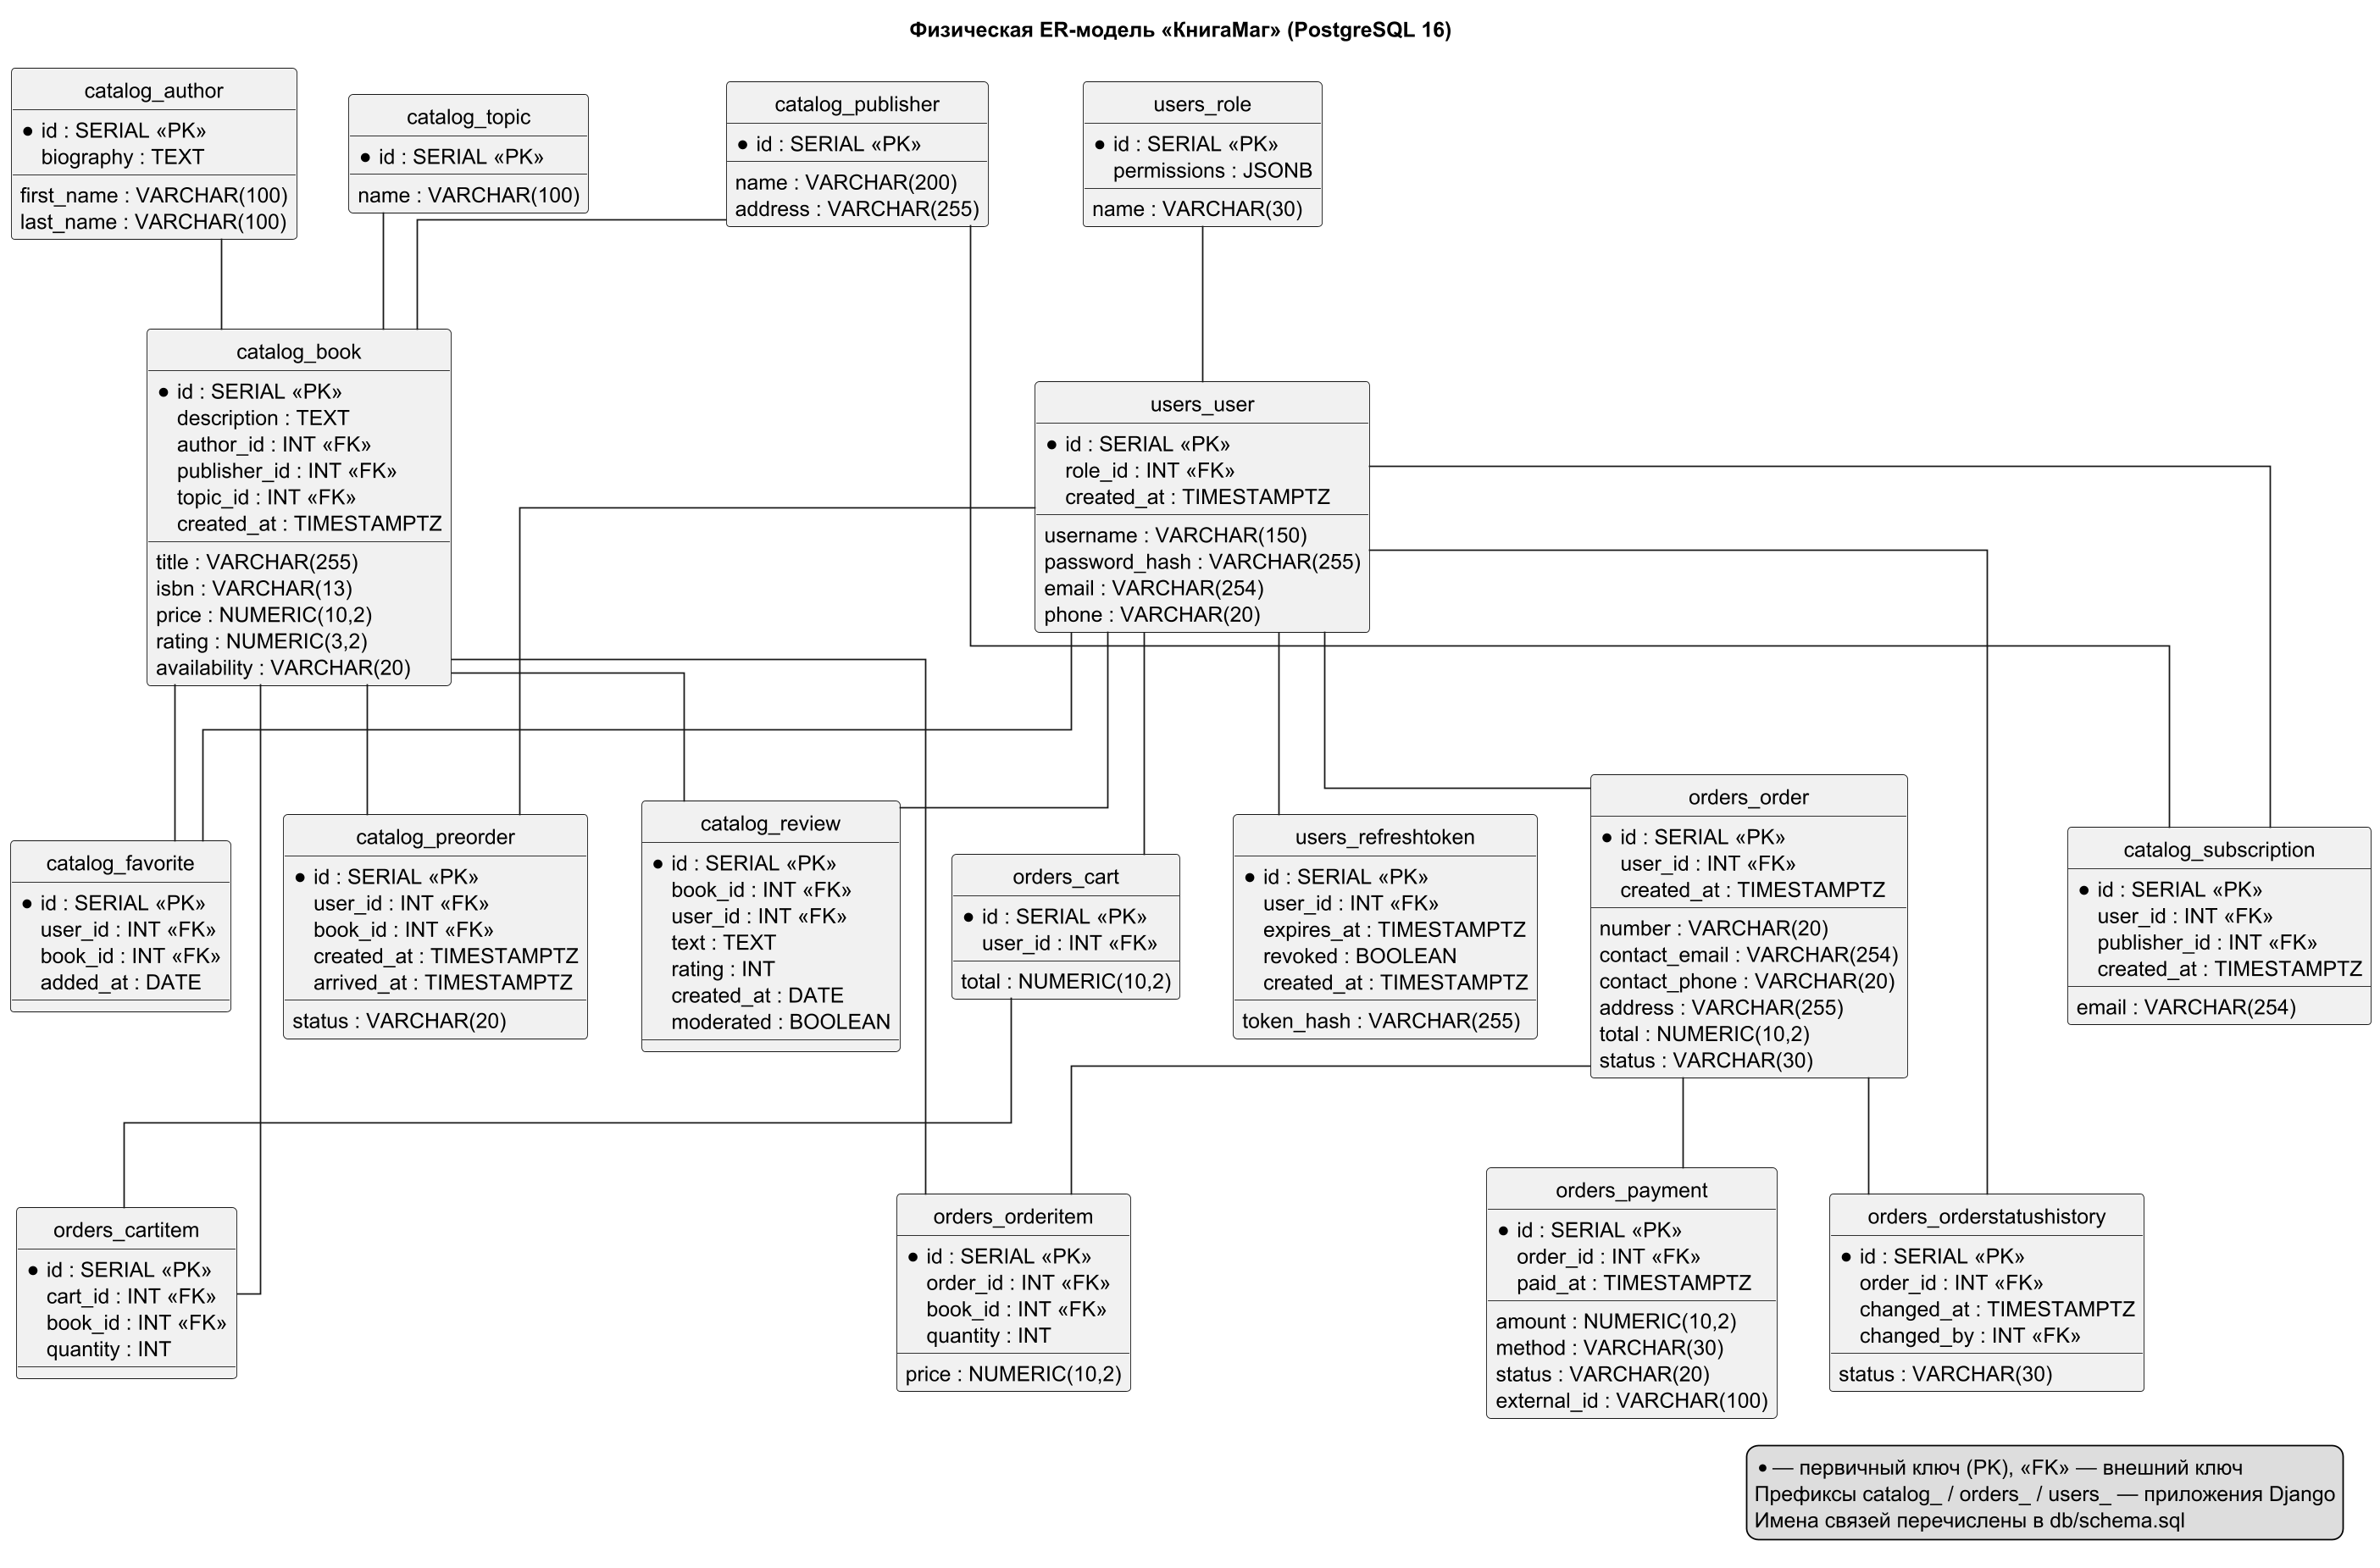 Физическая ER-модель «КнигаМаг» (PostgreSQL 16)
catalog_author
id : SERIAL «PK»
biography : TEXT
first_name : VARCHAR(100)
last_name : VARCHAR(100)
catalog_topic
id : SERIAL «PK»
name : VARCHAR(100)
catalog_publisher
id : SERIAL «PK»
name : VARCHAR(200)
address : VARCHAR(255)
users_role
id : SERIAL «PK»
permissions : JSONB
name : VARCHAR(30)
catalog_book
id : SERIAL «PK»
description : TEXT
author_id : INT «FK»
publisher_id : INT «FK»
topic_id : INT «FK»
created_at : TIMESTAMPTZ
title : VARCHAR(255)
isbn : VARCHAR(13)
price : NUMERIC(10,2)
rating : NUMERIC(3,2)
availability : VARCHAR(20)
users_user
id : SERIAL «PK»
role_id : INT «FK»
created_at : TIMESTAMPTZ
username : VARCHAR(150)
password_hash : VARCHAR(255)
email : VARCHAR(254)
phone : VARCHAR(20)
catalog_favorite
id : SERIAL «PK»
user_id : INT «FK»
book_id : INT «FK»
added_at : DATE
catalog_preorder
id : SERIAL «PK»
user_id : INT «FK»
book_id : INT «FK»
created_at : TIMESTAMPTZ
arrived_at : TIMESTAMPTZ
status : VARCHAR(20)
catalog_review
id : SERIAL «PK»
book_id : INT «FK»
user_id : INT «FK»
text : TEXT
rating : INT
created_at : DATE
moderated : BOOLEAN
orders_cart
id : SERIAL «PK»
user_id : INT «FK»
total : NUMERIC(10,2)
users_refreshtoken
id : SERIAL «PK»
user_id : INT «FK»
expires_at : TIMESTAMPTZ
revoked : BOOLEAN
created_at : TIMESTAMPTZ
token_hash : VARCHAR(255)
orders_order
id : SERIAL «PK»
user_id : INT «FK»
created_at : TIMESTAMPTZ
number : VARCHAR(20)
contact_email : VARCHAR(254)
contact_phone : VARCHAR(20)
address : VARCHAR(255)
total : NUMERIC(10,2)
status : VARCHAR(30)
catalog_subscription
id : SERIAL «PK»
user_id : INT «FK»
publisher_id : INT «FK»
created_at : TIMESTAMPTZ
email : VARCHAR(254)
orders_cartitem
id : SERIAL «PK»
cart_id : INT «FK»
book_id : INT «FK»
quantity : INT
orders_orderitem
id : SERIAL «PK»
order_id : INT «FK»
book_id : INT «FK»
quantity : INT
price : NUMERIC(10,2)
orders_payment
id : SERIAL «PK»
order_id : INT «FK»
paid_at : TIMESTAMPTZ
amount : NUMERIC(10,2)
method : VARCHAR(30)
status : VARCHAR(20)
external_id : VARCHAR(100)
orders_orderstatushistory
id : SERIAL «PK»
order_id : INT «FK»
changed_at : TIMESTAMPTZ
changed_by : INT «FK»
status : VARCHAR(30)
• — первичный ключ (PK), «FK» — внешний ключ
Префиксы catalog_ / orders_ / users_ — приложения Django
Имена связей перечислены в db/schema.sql